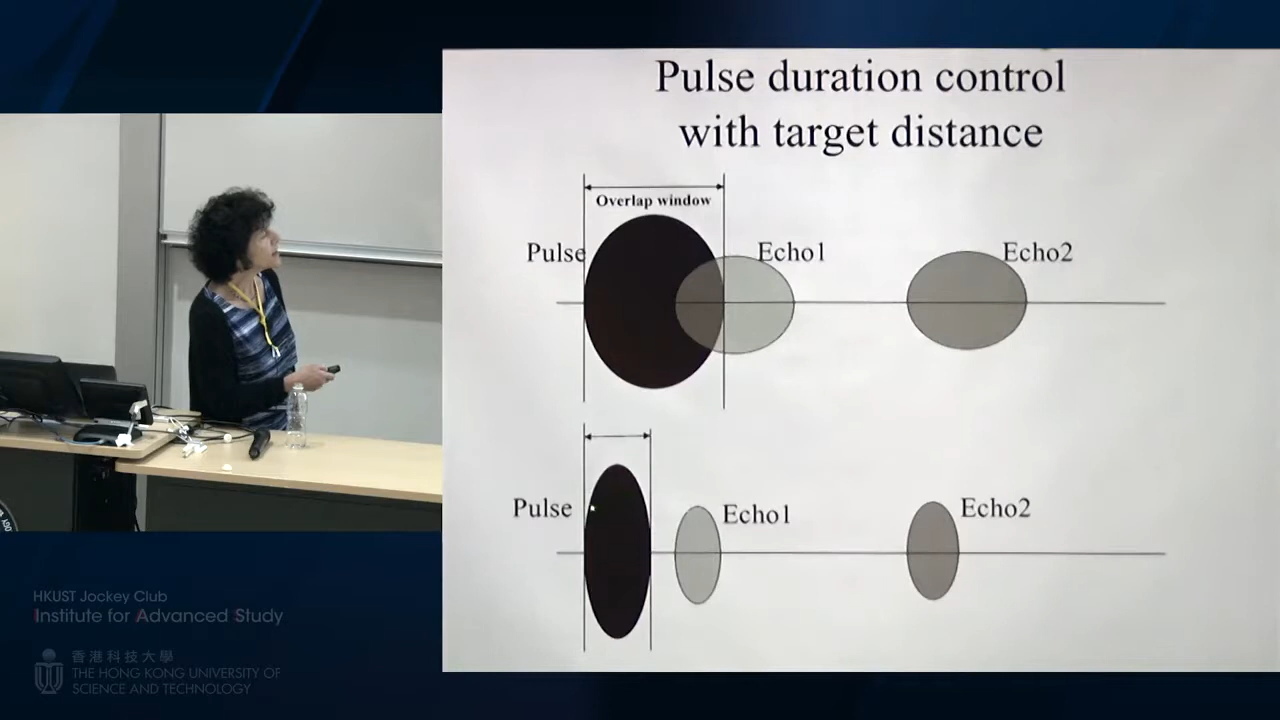 Pulse duration control
with target distance
Overlap window
Pulse
Echo1
Echo2
Pulse
Echo1
Echo2
HKUST Jockey Club
Institute for Advanced Study
香港科技大學
THE HONG KONG UNIVERSITY OF
SCIENCE AND TECHNOLOGY